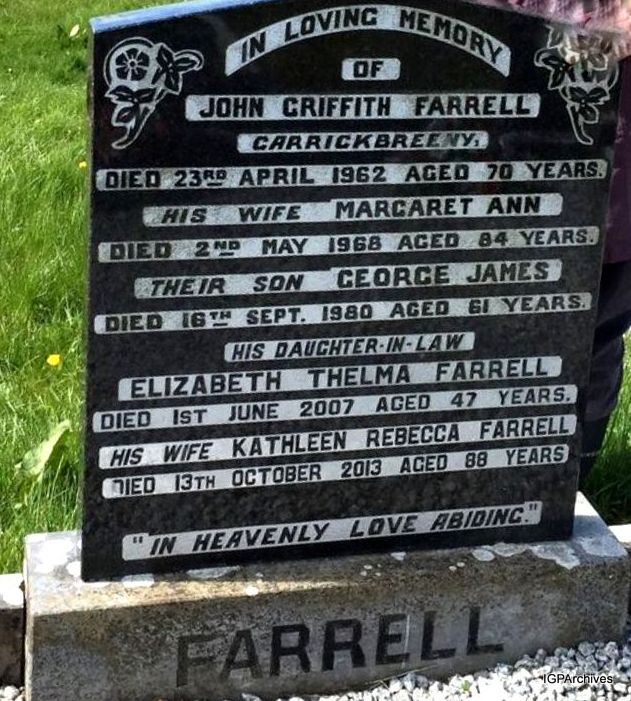 IN LOVING MEMORY
OF
JOHN GRIFFITH FARRELL
CARRICKBREENY,
DIED 23RD APRIL 1962 AGED 70 YEARS.
HIS WIFE MARGARET ANN
DIED 2ND MAY 1968 AGED 84 YEARS.
THEIR SON GEORGE JAMES
DIED 16TH SEPT. 1980 AGED 61 YEARS.
HIS DAUGHTER-IN-LAW
ELIZABETH THELMA FARRELL
DIED 1ST JUNE 2007 AGED 47 YEARS.
HIS WIFE KATHLEEN REBECCA FARRELL
DIED 13TH OCTOBER 2013 AGED 88 YEARS
"IN HEAVENLY LOVE ABIDING."
FARRELL
IGPArchives